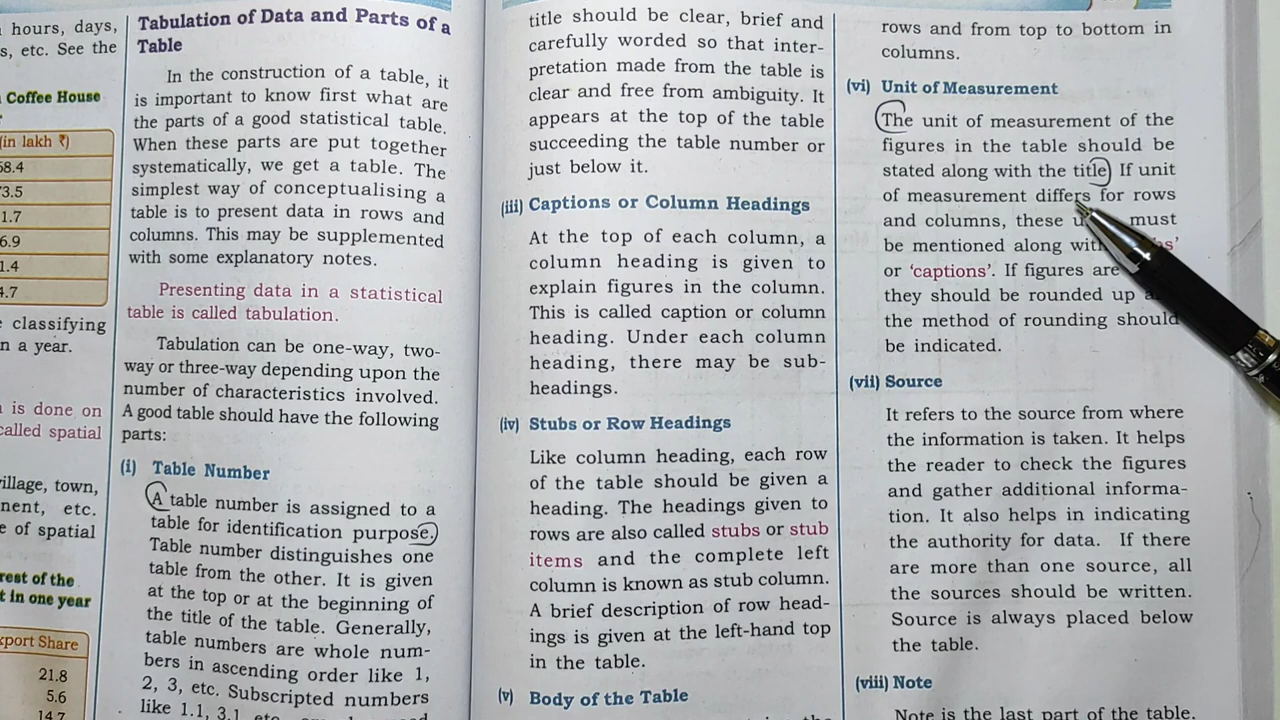 hours, days,
s, etc. See the
Coffee House
(in lakh ₹)
68.4
3.5
1.7
6.9
1.4
4.7
classifying
n a year.
is done on
called spatial
village, town,
nent, etc.
e of spatial
rest of the
t in one year
xport Share
21.8
5.6
14.7
Tabulation of Data and Parts of a
Table
In the construction of a table, it
is important to know first what are
the parts of a good statistical table.
When these parts are put together
systematically, we get a table. The
simplest way of conceptualising a
table is to present data in rows and
columns. This may be supplemented
with some explanatory notes.
Presenting data in a statistical
table is called tabulation.
Tabulation can be one-way, two-
way or three-way depending upon the
number of characteristics involved.
A good table should have the following
parts:
(i) Table Number
A table number is assigned to a
table for identification purpose.
Table number distinguishes one
table from the other. It is given
at the top or at the beginning of
the title of the table. Generally,
table numbers are whole num-
bers in ascending order like 1,
2, 3, etc. Subscripted numbers
like 1.1, 3.1
title should be clear, brief and
carefully worded so that inter-
pretation made from the table is
clear and free from ambiguity. It
appears at the top of the table
succeeding the table number or
just below it.
(iii) Captions or Column Headings
At the top of each column, a
column heading is given to
explain figures in the column.
This is called caption or column
heading. Under each column
heading, there may be sub-
headings.
(iv) Stubs or Row Headings
Like column heading, each row
of the table should be given a
heading. The headings given to
rows are also called stubs or stub
items and the complete left
column is known as stub column.
A brief description of row head-
ings is given at the left-hand top
in the table.
(v) Body of the Table
rows and from top to bottom in
columns.
(vi) Unit of Measurement
The unit of measurement of the
figures in the table should be
stated along with the title. If unit
of measurement differs for rows
and columns, these must
be mentioned along with
or ‘captions’. If figures are
they should be rounded up
the method of rounding should
be indicated.
(vii) Source
It refers to the source from where
the information is taken. It helps
the reader to check the figures
and gather additional informa-
tion. It also helps in indicating
the authority for data. If there
are more than one source, all
the sources should be written.
Source is always placed below
the table.
(viii) Note
Note is the last part of the table.